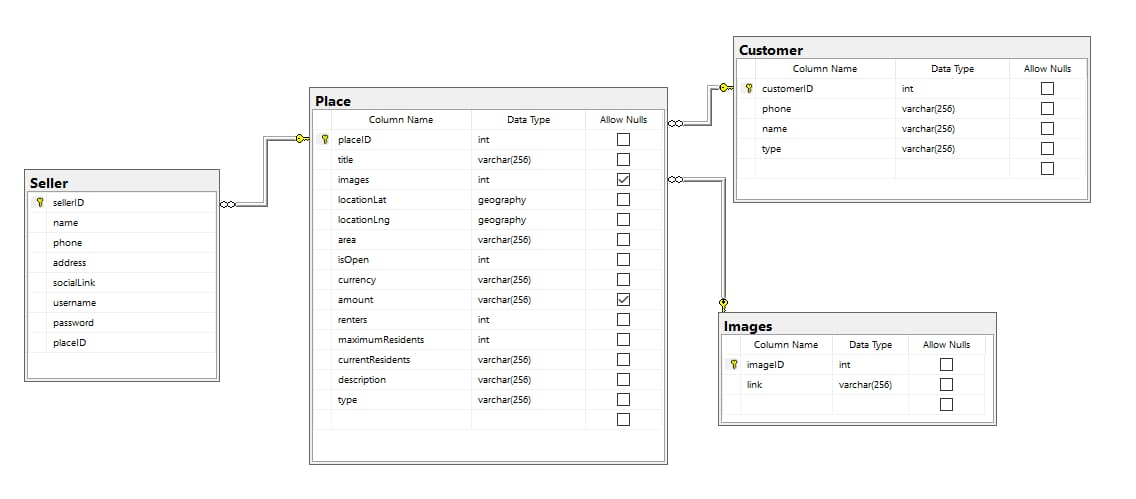 Seller
sellerID
name
phone
address
socialLink
username
password
placeID
Place
Column Name Data Type Allow Nulls
placeID int
title varchar(256)
images int
locationLat geography
locationLng geography
area varchar(256)
isOpen int
currency varchar(256)
amount varchar(256)
renters int
maximumResidents int
currentResidents varchar(256)
description varchar(256)
type varchar(256)
Customer
Column Name Data Type Allow Nulls
customerID int
phone varchar(256)
name varchar(256)
type varchar(256)
Images
Column Name Data Type Allow Nulls
imageID int
link varchar(256)